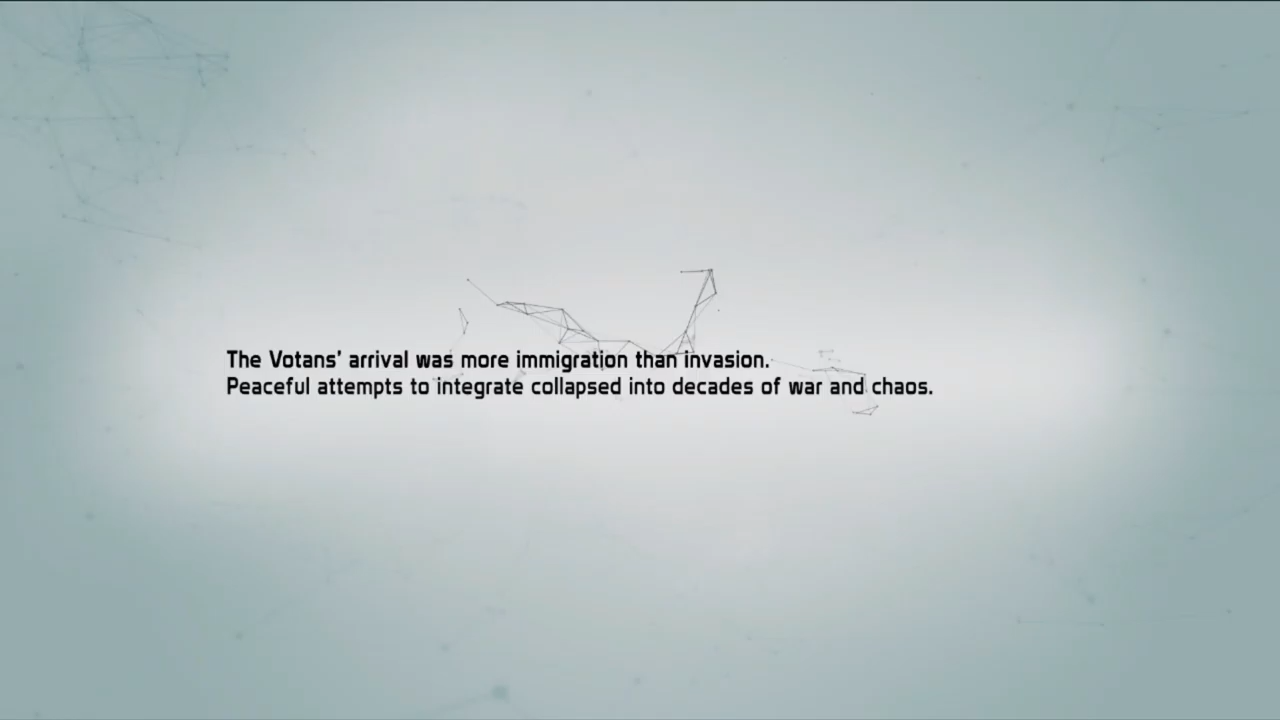 The Votans’ arrival was more immigration than invasion.
Peaceful attempts to integrate collapsed into decades of war and chaos.